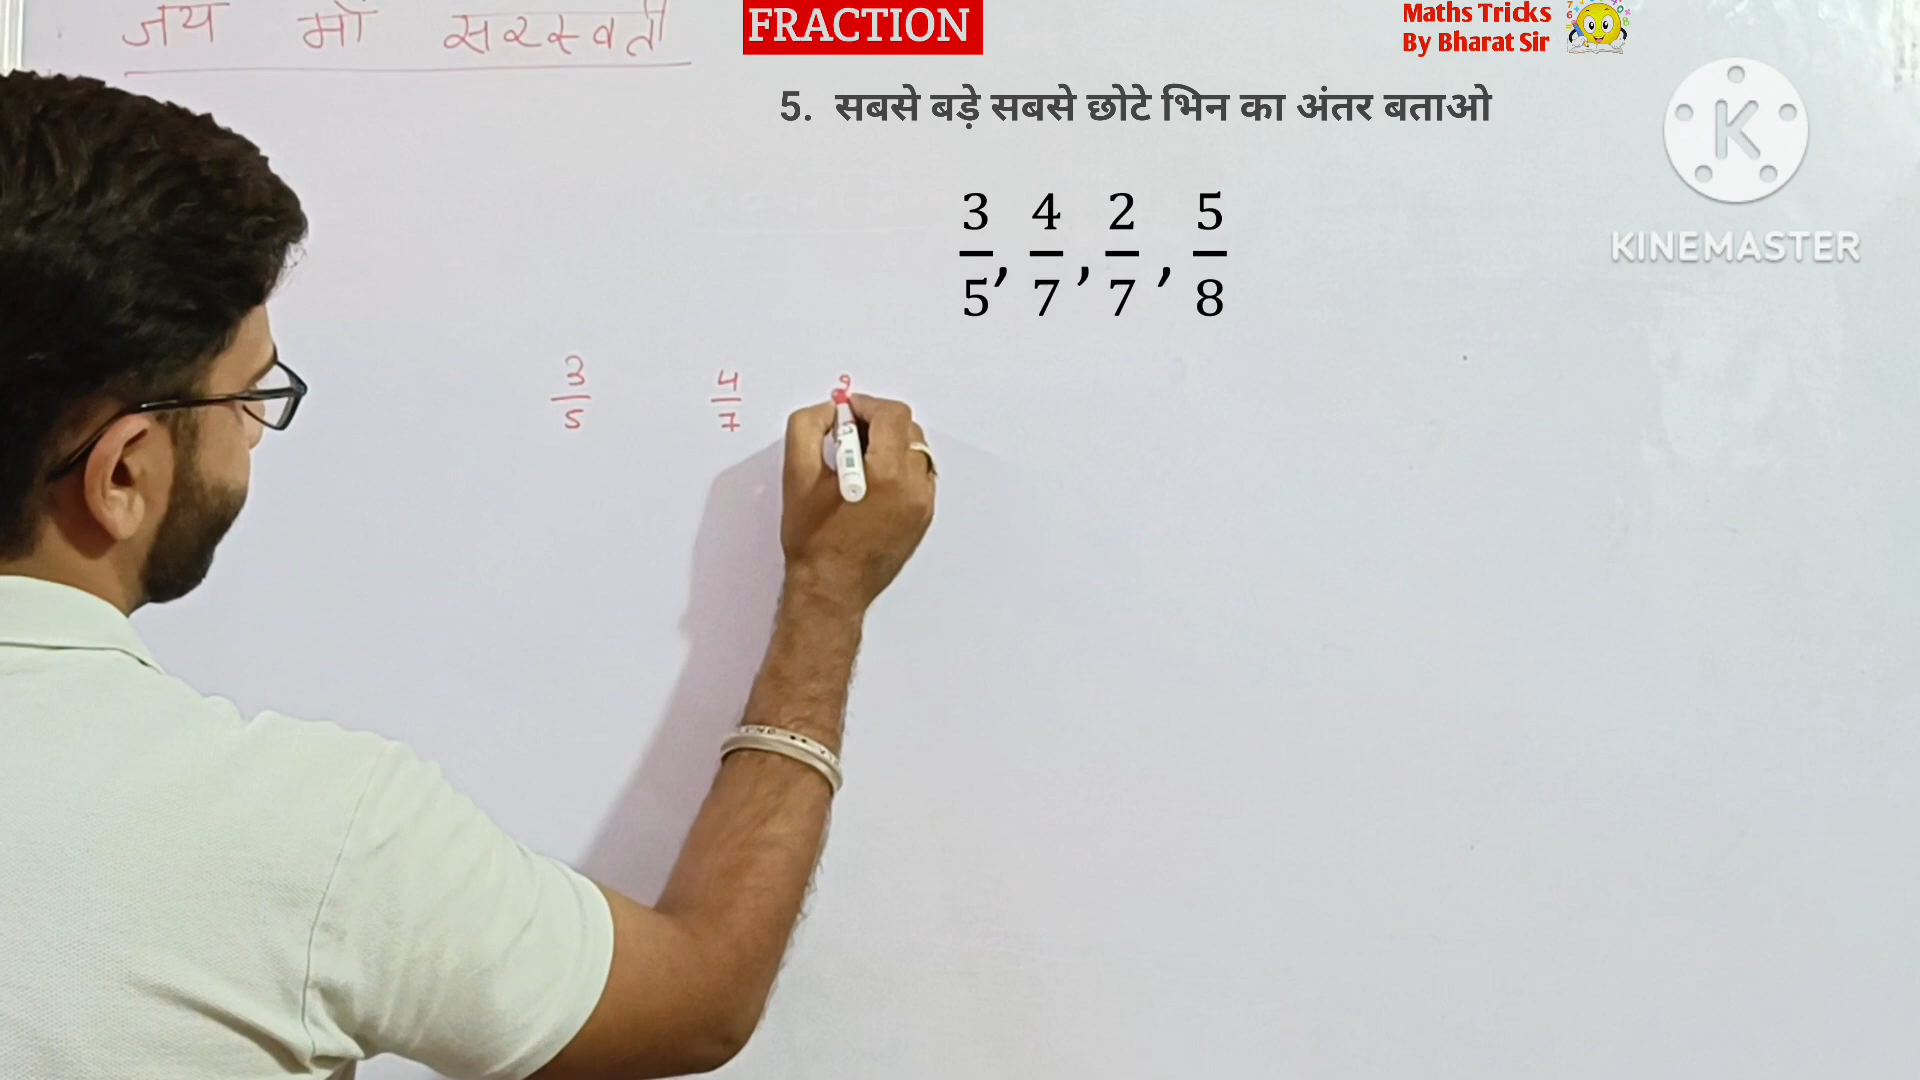 जय माँ सरस्वती
FRACTION
Maths Tricks
By Bharat Sir
5. सबसे बड़े सबसे छोटे भिन का अंतर बताओ
3/5, 4/7, 2/7, 5/8
KINEMASTER
3/5 4/7 2